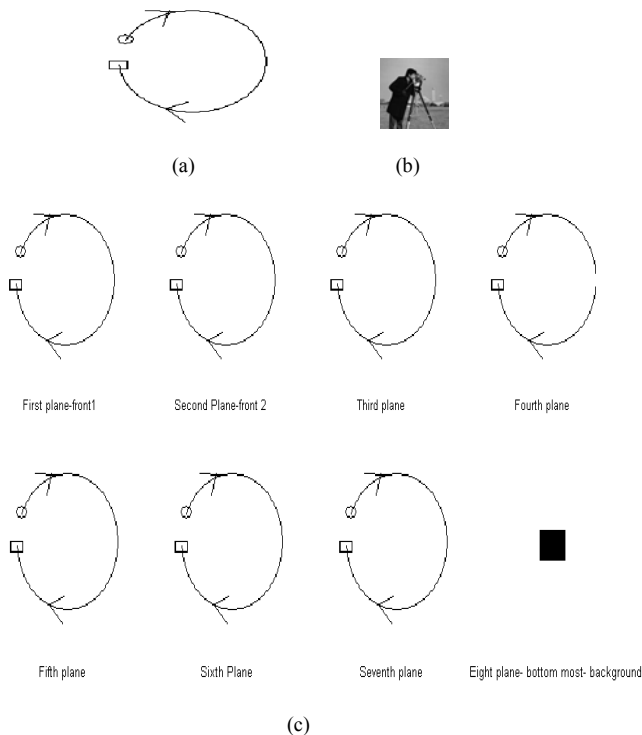 (a)
(b)
First plane-front1
Second Plane-front 2
Third plane
Fourth plane
Fifth plane
Sixth Plane
Seventh plane
Eight plane- bottom most- background
(c)